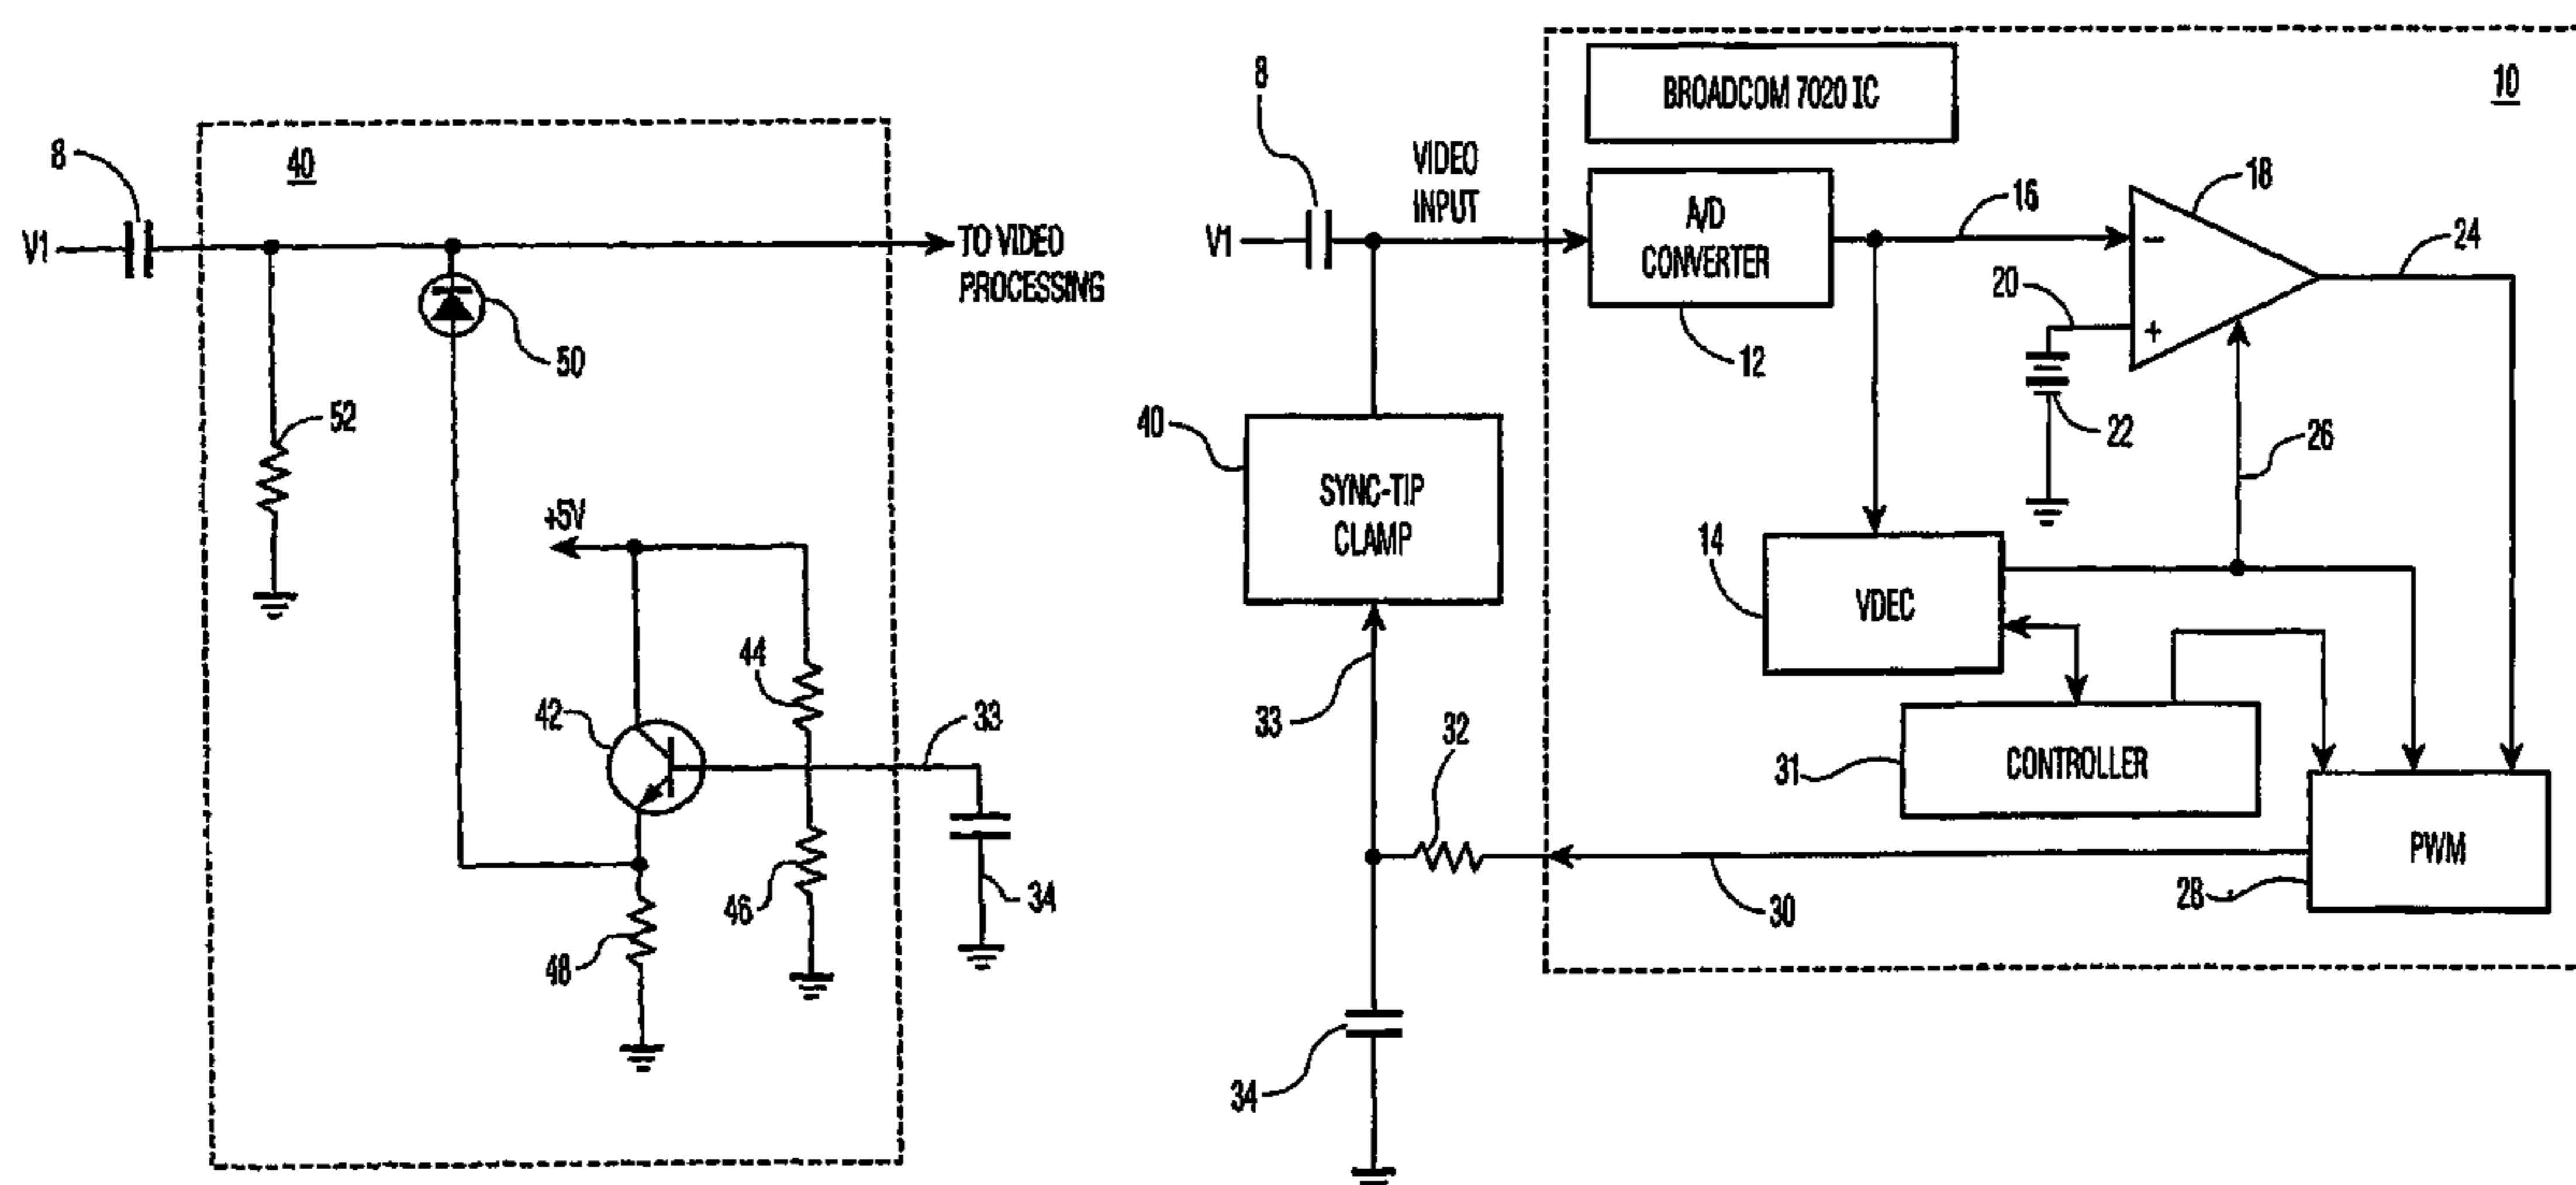 8
40
V1
TO VIDEO
PROCESSING
50
52
+5V
44
42
33
46
34
48
8
VIDEO
INPUT
V1
BROADCOM 7020 IC
10
A/D
CONVERTER
12
16
18
-
20
+
22
24
26
40
SYNC-TIP
CLAMP
14
VDEC
33
32
31
CONTROLLER
PWM
28
30
34